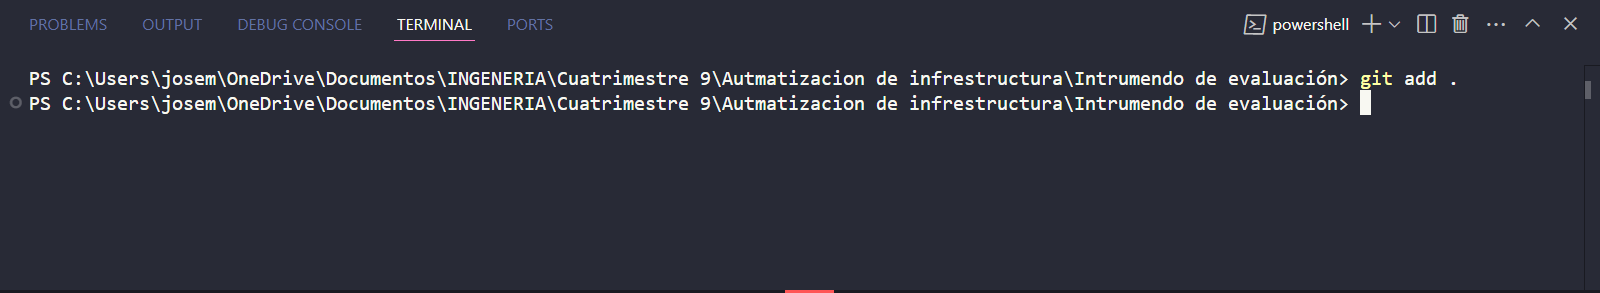 PROBLEMS OUTPUT DEBUG CONSOLE TERMINAL PORTS powershell
PS C:\Users\josem\OneDrive\Documentos\INGENERIA\Cuatrimestre 9\Autmatizacion de infrestructura\Intrumendo de evaluación> git add .
PS C:\Users\josem\OneDrive\Documentos\INGENERIA\Cuatrimestre 9\Autmatizacion de infrestructura\Intrumendo de evaluación>